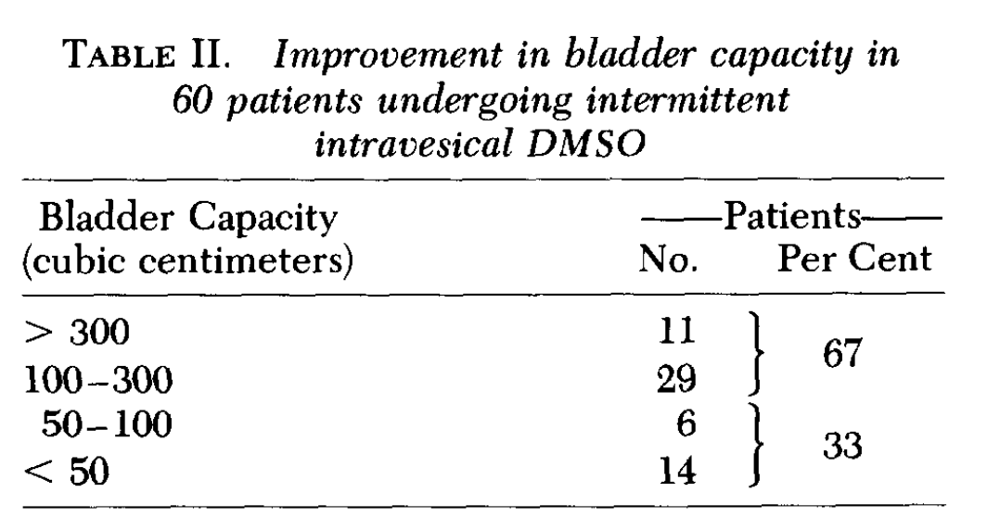 TABLE II. Improvement in bladder capacity in
60 patients undergoing intermittent
intravesical DMSO
Bladder Capacity ——Patients——
(cubic centimeters) No. Per Cent
> 300 11
67
100–300 29
50–100 6
33
< 50 14